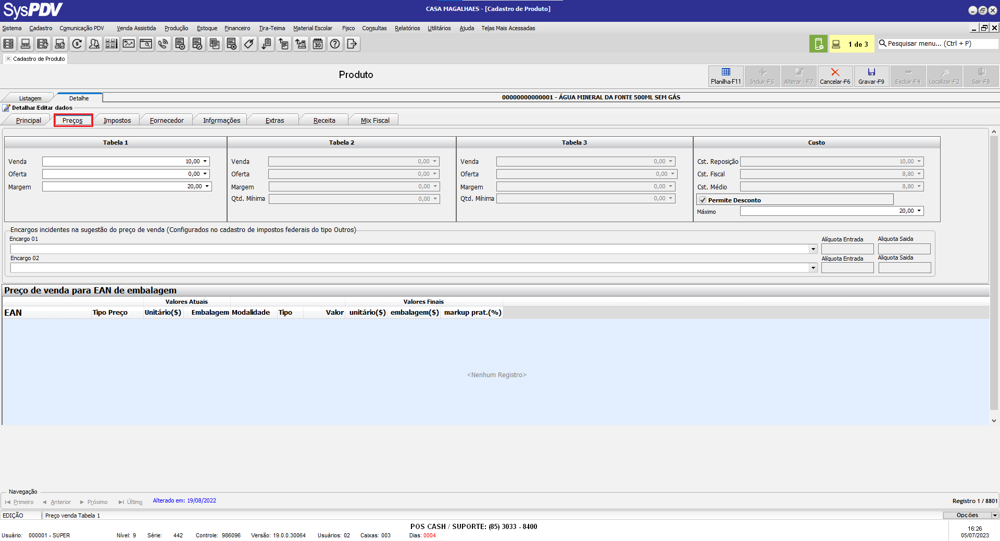 SysPDV
CASA MAGALHAES - [Cadastro de Produto]
Sistema Cadastro Comunicação PDV Venda Assistida Produção Estoque Financeiro Tira-Teima Material Escolar Fisco Consultas Relatórios Utilitários Ajuda Telas Mais Acessadas
30 1 de 3 Pesquisar menu... (Ctrl + P)
Cadastro de Produto
Produto
Planilha-F11 Incluir-F5 Alterar - F7 Cancelar-F6 Gravar-F9 Excluir-F4 Localizar-F2 Sair-F8
Listagem Detalhe 00000000000001 - ÁGUA MINERAL DA FONTE 500ML SEM GÁS
Detalhar/Editar dados
Principal Preços Impostos Fornecedor Informações Extras Receita Mix Fiscal
Tabela 1 Tabela 2 Tabela 3 Custo
Venda 10,00 Venda 0,00 Venda 0,00 Cst. Reposição 10,00
Oferta 0,00 Oferta 0,00 Oferta 0,00 Cst. Fiscal 8,80
Margem 20,00 Margem 0,00 Margem 0,00 Cst. Médio 8,80
Qtd. Mínima 0,00 Qtd. Mínima 0,00 Permite Desconto
Máximo 20,00
Encargos incidentes na sugestão do preço de venda (Configurados no cadastro de impostos federais do tipo Outros)
Encargo 01 Alíquota Entrada Aliquota Saida
Encargo 02 Alíquota Entrada Aliquota Saida
Preço de venda para EAN de embalagem
Valores Atuais Valores Finais
EAN Tipo Preço Unitário($) Embalagem Modalidade Tipo Valor unitário($) embalagem($) markup prat.(%)
<Nenhum Registro>
Navegação
Primeiro Anterior Próximo Último Alterado em: 19/08/2022 Registro 1 / 8801
EDIÇÃO Preço venda Tabela 1 Opções
POS CASH / SUPORTE: (85) 3033 - 8400
Usuário: 000001 - SUPER Nível: 9 Série: 442 Controle: 986096 Versão: 19.0.0.30064 Usuários: 02 Caixas: 003 Dias: 0004
16:26
05/07/2023